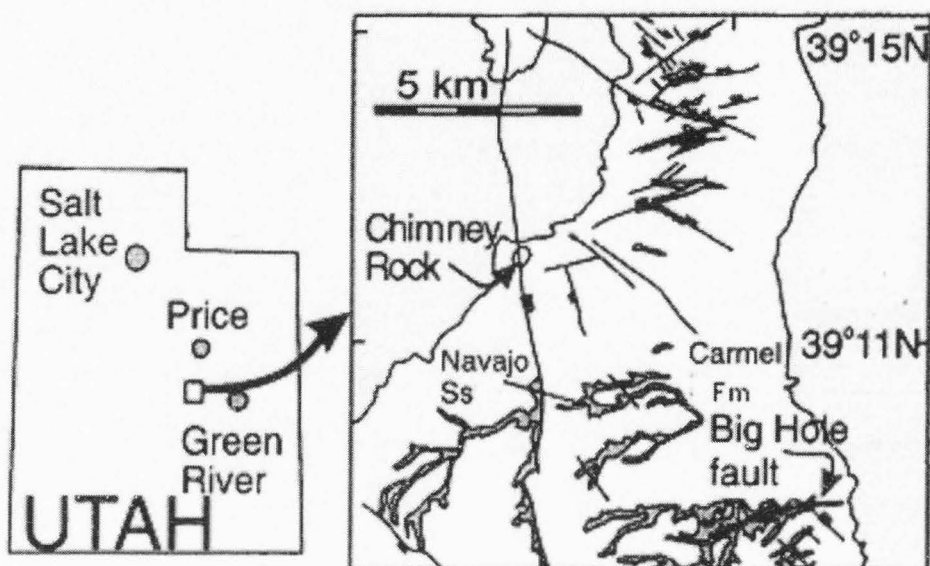 Salt
Lake
City
Price
Green
River
UTAH
39°15N
5 km
Chimney
Rock
39°11N
Navajo
Ss
Carmel
Fm
Big Hole
fault